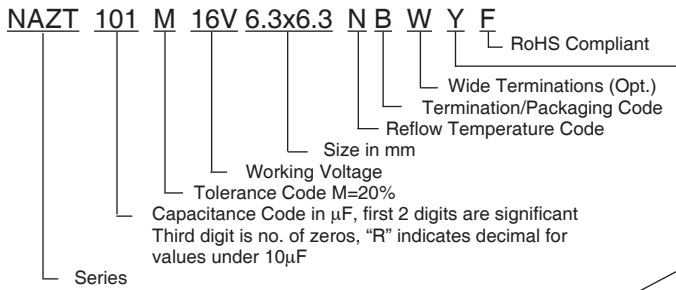 NAZT 101 M 16V 6.3x6.3 N B W Y F
RoHS Compliant
Wide Terminations (Opt.)
Termination/Packaging Code
Reflow Temperature Code
Size in mm
Working Voltage
Tolerance Code M=20%
Capacitance Code in μF, first 2 digits are significant
Third digit is no. of zeros, “R” indicates decimal for
values under 10μF
Series